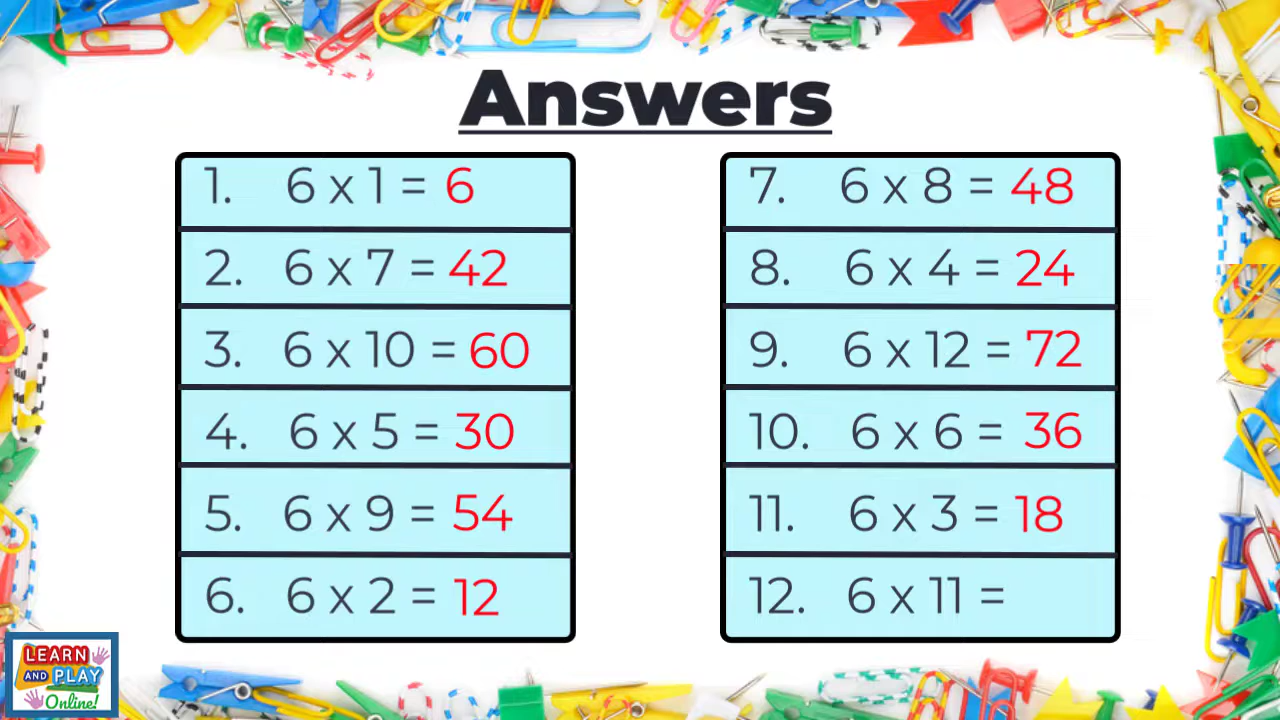 Answers
1. 6 x 1 = 6
2. 6 x 7 = 42
3. 6 x 10 = 60
4. 6 x 5 = 30
5. 6 x 9 = 54
6. 6 x 2 = 12
7. 6 x 8 = 48
8. 6 x 4 = 24
9. 6 x 12 = 72
10. 6 x 6 = 36
11. 6 x 3 = 18
12. 6 x 11 =
LEARN
AND PLAY
Online!